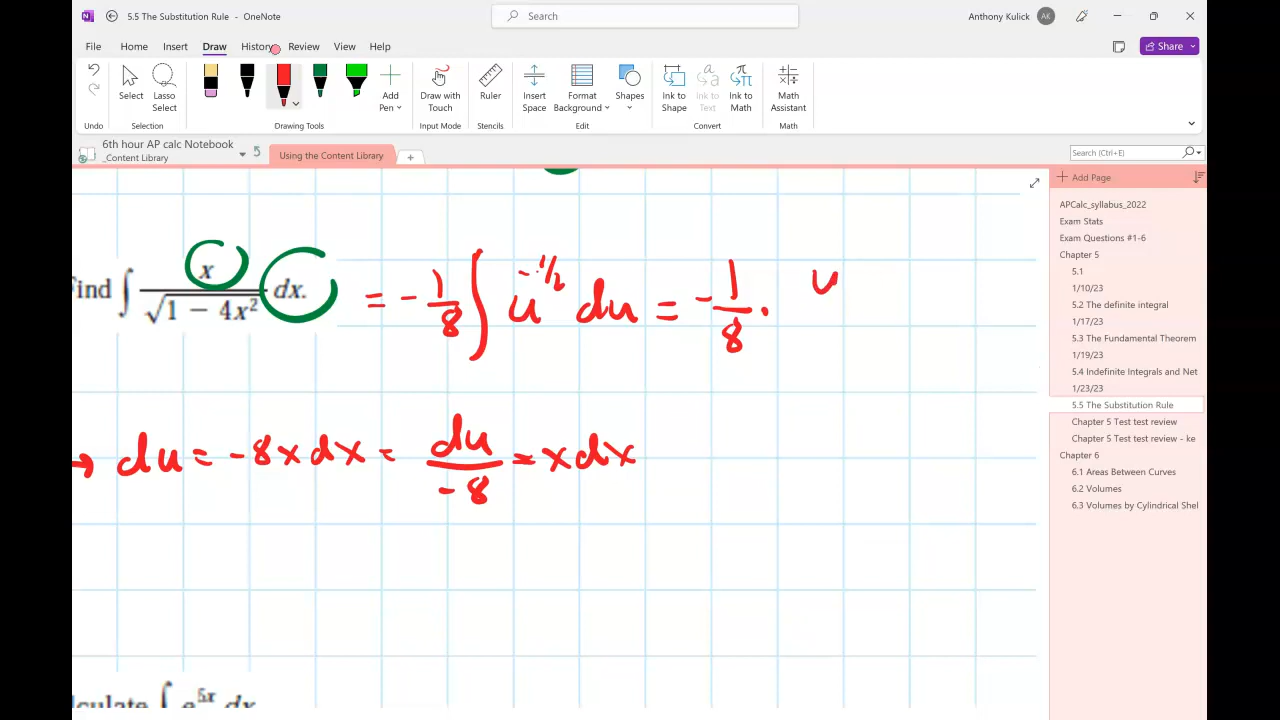 5.5 The Substitution Rule - OneNote
Search
Anthony Kulick AK
File Home Insert Draw History Review View Help
Share
Undo
Select
Lasso Select
Add Pen
Draw with Touch
Ruler
Insert Space
Format Background
Shapes
Ink to Shape
Ink to Text
Ink to Math
Math Assistant
Undo Selection Drawing Tools Input Mode Stencils Edit Convert Math
6th hour AP calc Notebook
_Content Library
Using the Content Library
+
Search (Ctrl+E)
Add Page
APCalc_syllabus_2022
Exam Stats
Exam Questions #1-6
Chapter 5
5.1
1/10/23
5.2 The definite integral
1/17/23
5.3 The Fundamental Theorem
1/19/23
5.4 Indefinite Integrals and Net
1/23/23
5.5 The Substitution Rule
Chapter 5 Test test review
Chapter 5 Test test review - ke
Chapter 6
6.1 Areas Between Curves
6.2 Volumes
6.3 Volumes by Cylindrical Shel
ind ∫ x/√1 − 4x² dx. = -1/8 ∫ u^-1/2 du = -1/8 · u
→ du = -8x dx = du/-8 = x dx
lculate ∫ e^5x dx